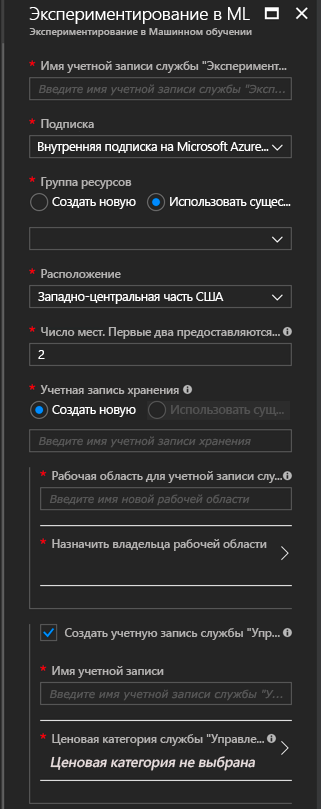 Экспериментирование в ML
Экспериментирование в Машинном обучении
* Имя учетной записи службы "Эксперимент...
Введите имя учетной записи службы "Эксп...
* Подписка
Внутренняя подписка на Microsoft Azure...
* Группа ресурсов
Создать новую Использовать сущес...
* Расположение
Западно-центральная часть США
* Число мест. Первые два предоставляются...
2
* Учетная запись хранения
Создать новую Использовать сущ...
Введите имя учетной записи хранения
* Рабочая область для учетной записи слу...
Введите имя новой рабочей области
* Назначить владельца рабочей области
Создать учетную запись службы "Упр...
* Имя учетной записи
Введите имя учетной записи службы "У...
* Ценовая категория службы "Управле...
Ценовая категория не выбрана